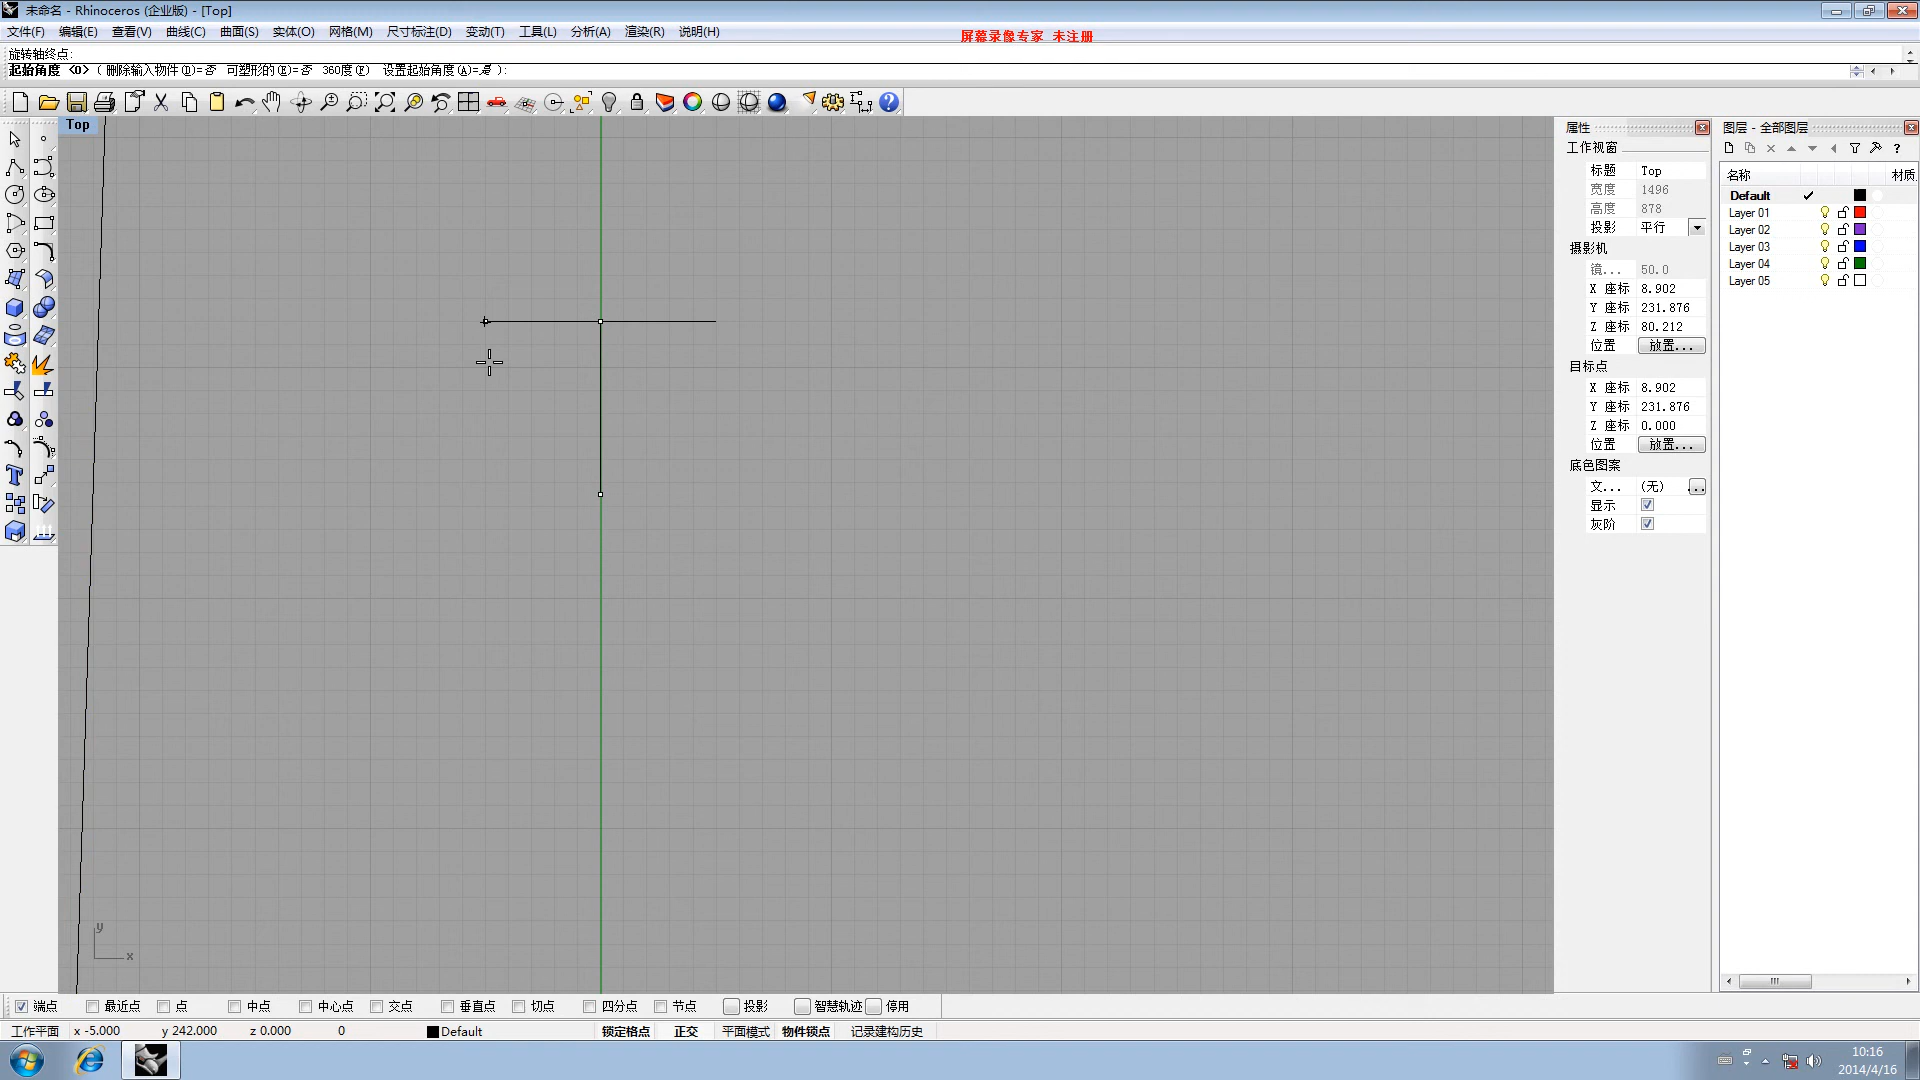 未命名 - Rhinoceros (企业版) - [Top]
文件(F) 编辑(E) 查看(V) 曲线(C) 曲面(S) 实体(O) 网格(M) 尺寸标注(D) 变动(T) 工具(L) 分析(A) 渲染(R) 说明(H)
屏幕录像专家 未注册
旋转轴终点:
起始角度 <0> ( 删除输入物件(D)=否 可塑形的(E)=否 360度(F) 设置起始角度(A)=是 ):
Top
属性
工作视窗
标题 Top
宽度 1496
高度 878
投影 平行
摄影机
镜... 50.0
X 座标 8.902
Y 座标 231.876
Z 座标 80.212
位置 放置...
目标点
X 座标 8.902
Y 座标 231.876
Z 座标 0.000
位置 放置...
底色图案
文... (无) ...
显示
灰阶
图层 - 全部图层
名称 材质
Default
Layer 01
Layer 02
Layer 03
Layer 04
Layer 05
y
x
端点 最近点 点 中点 中心点 交点 垂直点 切点 四分点 节点 投影 智慧轨迹 停用
工作平面 x -5.000 y 242.000 z 0.000 0 Default 锁定格点 正交 平面模式 物件锁点 记录建构历史
10:16
2014/4/16